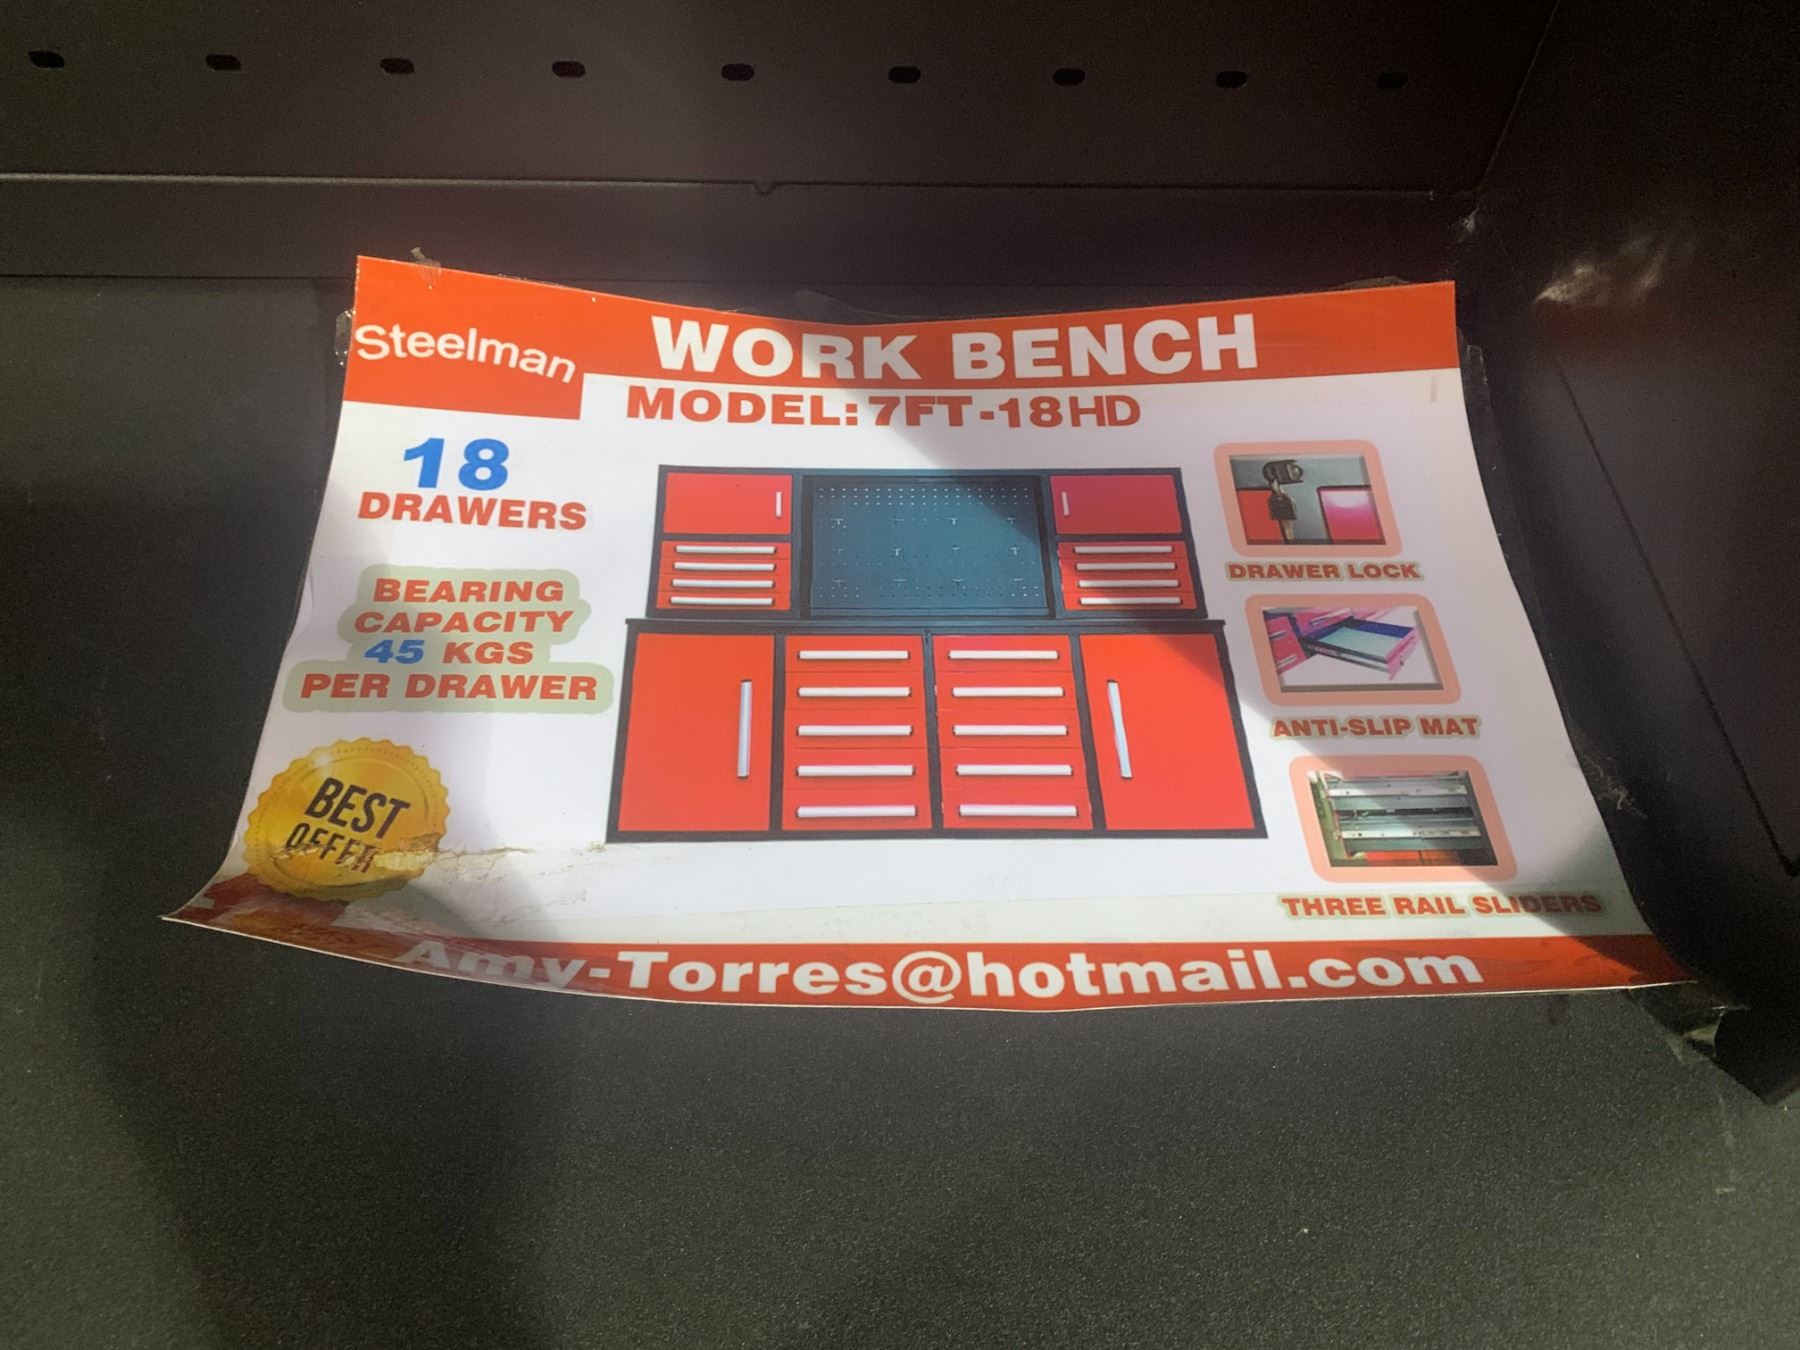 Steelman
WORK BENCH
MODEL: 7FT-18HD
18
DRAWERS
BEARING
CAPACITY
45 KGS
PER DRAWER
BEST
OFFER
DRAWER LOCK
ANTI-SLIP MAT
THREE RAIL SLIDERS
Amy-Torres@hotmail.com